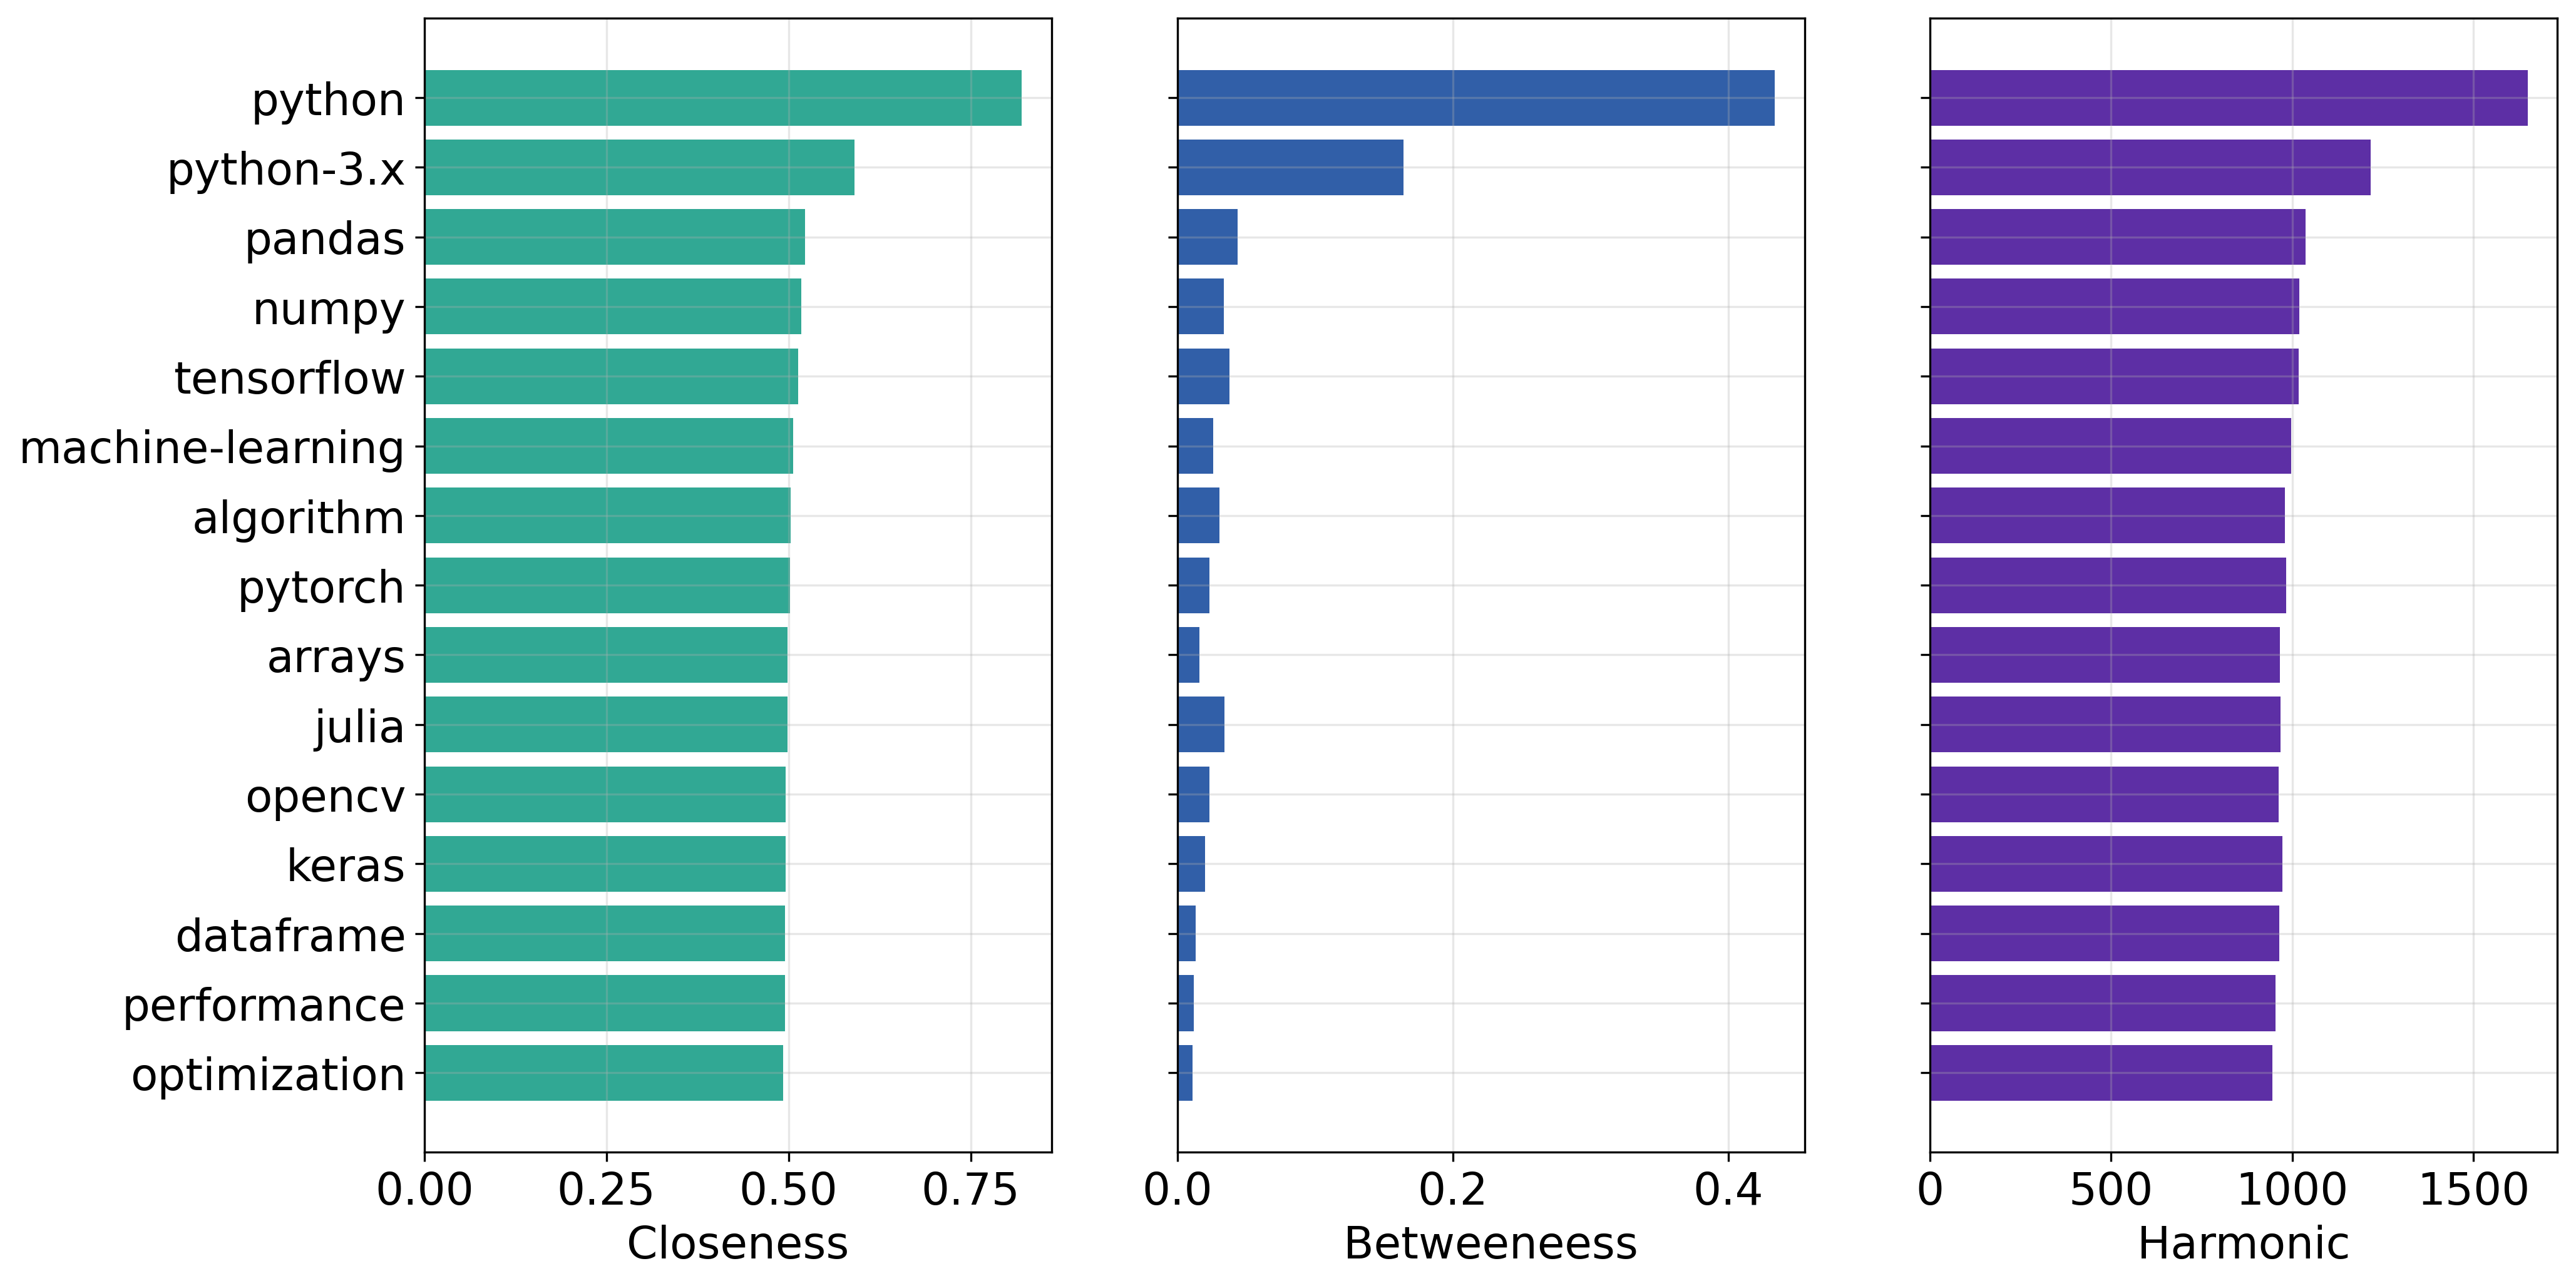 python
python-3.x
pandas
numpy
tensorflow
machine-learning
algorithm
pytorch
arrays
julia
opencv
keras
dataframe
performance
optimization
0.00 0.25 0.50 0.75
Closeness
0.0 0.2 0.4
Betweeneess
0 500 1000 1500
Harmonic